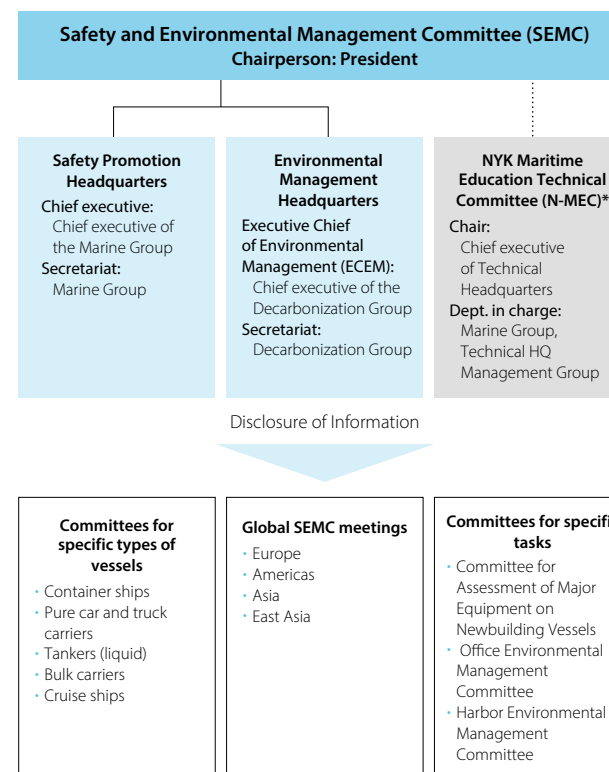 Safety and Environmental Management Committee (SEMC)
Chairperson: President
Safety Promotion
Headquarters
Chief executive:
Chief executive of
the Marine Group
Secretariat:
Marine Group
Environmental
Management
Headquarters
Executive Chief
of Environmental
Management (ECEM):
Chief executive of the
Decarbonization Group
Secretariat:
Decarbonization Group
NYK Maritime
Education Technical
Committee (N-MEC)*
Chair:
Chief executive
of Technical
Headquarters
Dept. in charge:
Marine Group,
Technical HQ
Management Group
Disclosure of Information
Committees for
specific types of
vessels
· Container ships
· Pure car and truck
carriers
· Tankers (liquid)
· Bulk carriers
· Cruise ships
Global SEMC meetings
· Europe
· Americas
· Asia
· East Asia
Committees for specifi
tasks
· Committee for
Assessment of Major
Equipment on
Newbuilding Vessels
· Office Environmental
Management
Committee
· Harbor Environmental
Management
Committee